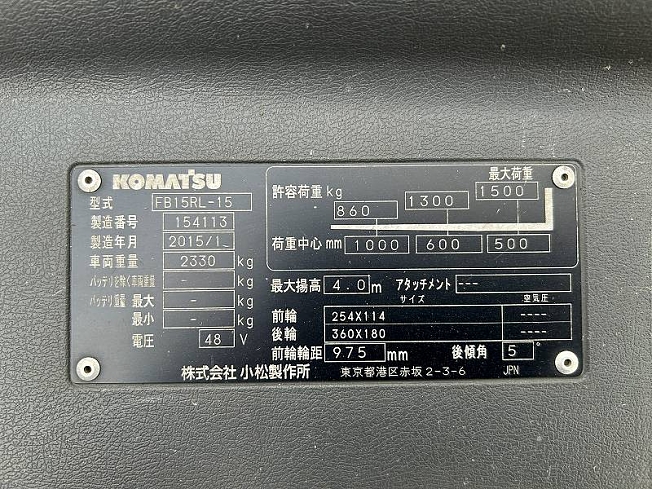 KOMATSU
型式 FB15RL-15
製造番号 154113
製造年月 2015/1
車両重量 2330 kg
バッテリを除く車両重量 - kg
バッテリ重量 最大 - kg
最小 - kg
電圧 48 V
最大荷重
許容荷重 kg 860 1300 1500
荷重中心 mm 1000 600 500
最大揚高 4.0 m アタッチメント ---
サイズ 空気圧
前輪 254X114 ----
後輪 360X180 ----
前輪輪距 975 mm 後傾角 5°
株式会社 小松製作所 東京都港区赤坂 2-3-6 JPN